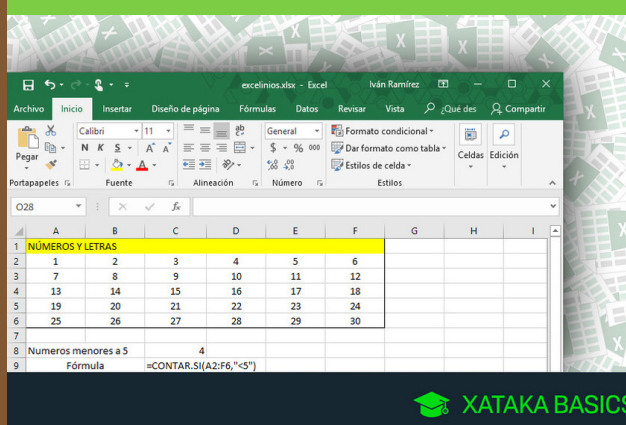 excelinios.xlsx - Excel Iván Ramírez
Archivo Inicio Insertar Diseño de página Fórmulas Datos Revisar Vista ¿Qué des Compartir
Calibri 11 General Formato condicional
Pegar N K S $ % 000 Dar formato como tabla Celdas Edición
Estilos de celda
Portapapeles Fuente Alineación Número Estilos
O28 fx
A B C D E F G H I
1 NÚMEROS Y LETRAS
2 1 2 3 4 5 6
3 7 8 9 10 11 12
4 13 14 15 16 17 18
5 19 20 21 22 23 24
6 25 26 27 28 29 30
7
8 Numeros menores a 5 4
9 Fórmula =CONTAR.SI(A2:F6,"<5")
XATAKA BASICS